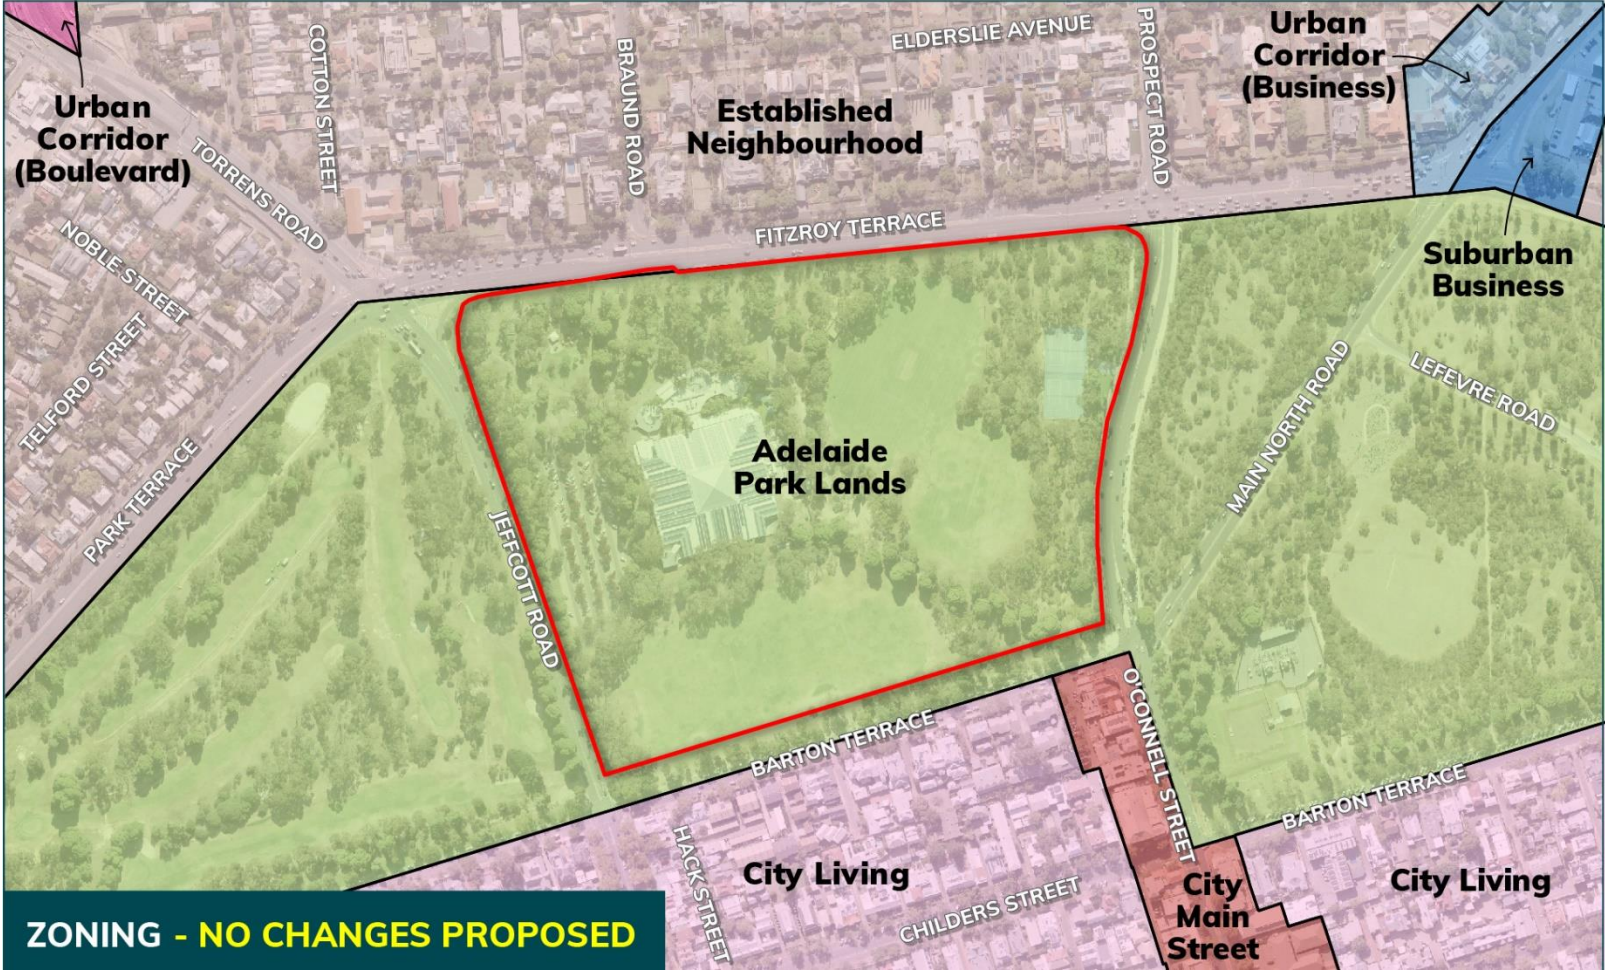 ELDERSLIE AVENUE
PROSPECT ROAD
Urban
Corridor
(Business)
COTTON STREET
BRAUND ROAD
Urban
Corridor
(Boulevard)
Established
Neighbourhood
TORRENS ROAD
NOBLE STREET
FITZROY TERRACE
Suburban
Business
TELFORD STREET
MAIN NORTH ROAD
LEFEVRE ROAD
Adelaide
Park Lands
PARK TERRACE
JEFFCOTT ROAD
BARTON TERRACE
O'CONNELL STREET
BARTON TERRACE
HACK STREET
City Living
CHILDERS STREET
City
Main
Street
City Living
ZONING - NO CHANGES PROPOSED